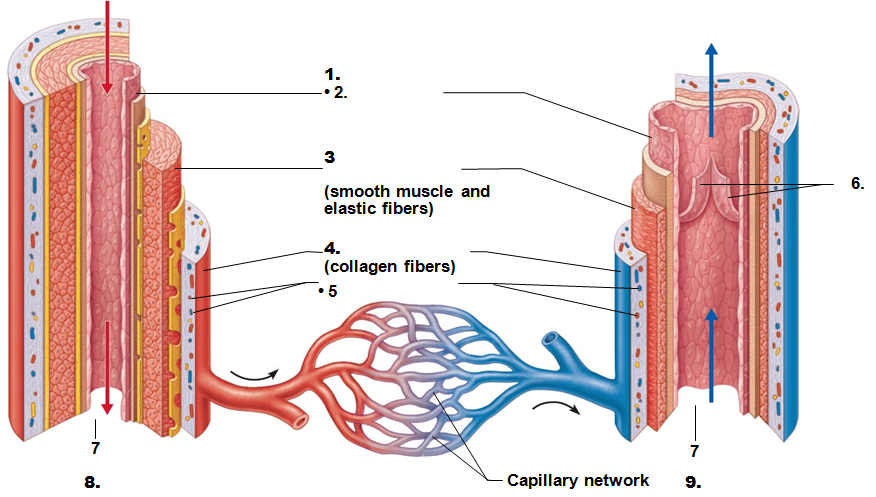 1.
• 2.
3
(smooth muscle and
elastic fibers)
6.
4.
(collagen fibers)
• 5
7
7
8.
Capillary network
9.